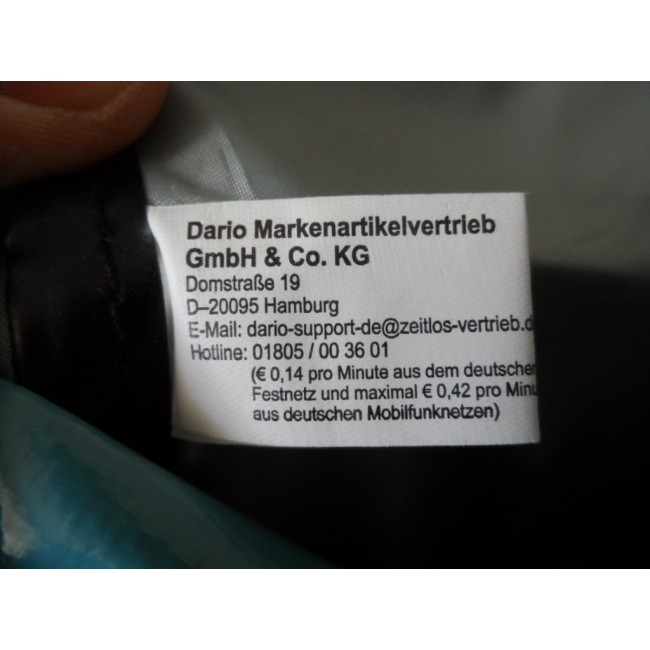 Dario Markenartikelvertrieb
GmbH & Co. KG
Domstraße 19
D–20095 Hamburg
E-Mail: dario-support-de@zeitlos-vertrieb.d
Hotline: 01805 / 00 36 01
(€ 0,14 pro Minute aus dem deutschen
Festnetz und maximal € 0,42 pro Minu
aus deutschen Mobilfunknetzen)